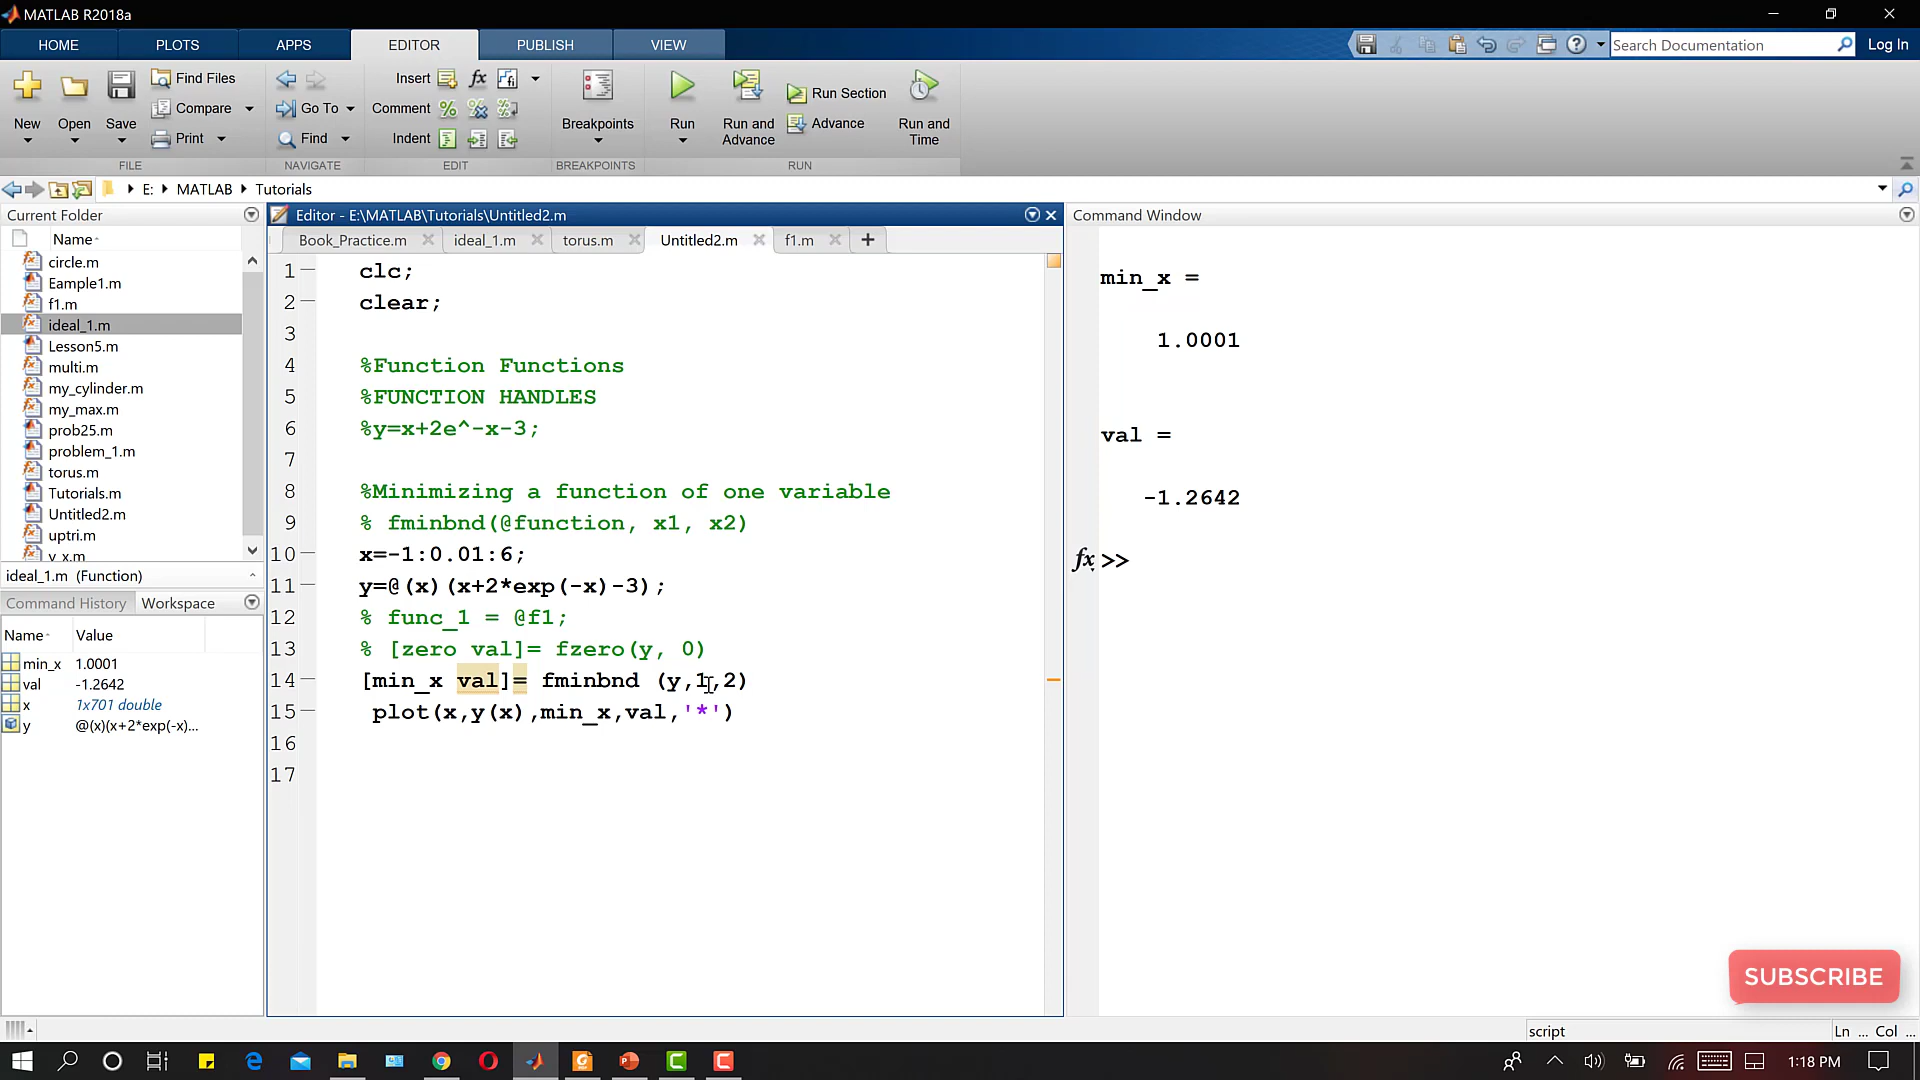 MATLAB R2018a
HOME PLOTS APPS EDITOR PUBLISH VIEW
Search Documentation
Log In
New Open Save
Find Files
Compare
Print
FILE
Go To
Find
NAVIGATE
Insert
Comment
Indent
EDIT
Breakpoints
BREAKPOINTS
Run
Run and Advance
Run Section
Advance
Run and Time
RUN
E: MATLAB Tutorials
Current Folder
Name
circle.m
Eample1.m
f1.m
ideal_1.m
Lesson5.m
multi.m
my_cylinder.m
my_max.m
prob25.m
problem_1.m
torus.m
Tutorials.m
Untitled2.m
uptri.m
v_x.m
ideal_1.m (Function)
Command History Workspace
Name Value
min_x 1.0001
val -1.2642
x 1x701 double
y @(x)(x+2*exp(-x)...
Editor - E:\MATLAB\Tutorials\Untitled2.m
Book_Practice.m ideal_1.m torus.m Untitled2.m f1.m
1 clc;
2 clear;
3
4 %Function Functions
5 %FUNCTION HANDLES
6 %y=x+2e^-x-3;
7
8 %Minimizing a function of one variable
9 % fminbnd(@function, x1, x2)
10 x=-1:0.01:6;
11 y=@(x)(x+2*exp(-x)-3);
12 % func_1 = @f1;
13 % [zero val]= fzero(y, 0)
14 [min_x val]= fminbnd (y,1,2)
15 plot(x,y(x),min_x,val,'*')
16
17
Command Window
min_x =
1.0001
val =
-1.2642
fx >>
SUBSCRIBE
script
Ln ... Col ...
1:18 PM